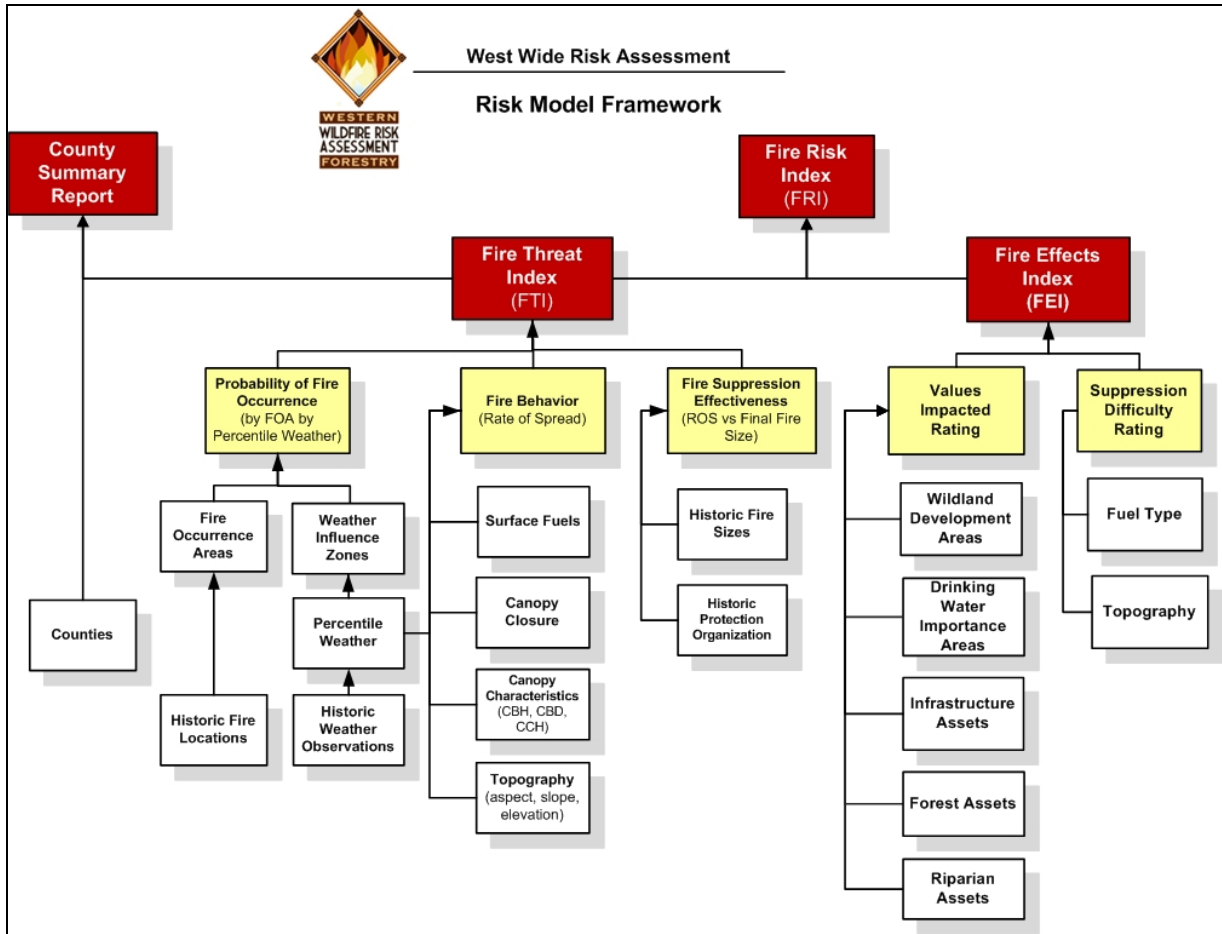 West Wide Risk Assessment
Risk Model Framework
WESTERN
WILDFIRE RISK
ASSESSMENT
FORESTRY
County
Summary
Report
Fire Risk
Index
(FRI)
Fire Threat
Index
(FTI)
Fire Effects
Index
(FEI)
Probability of Fire
Occurrence
(by FOA by
Percentile Weather)
Fire Behavior
(Rate of Spread)
Fire Suppression
Effectiveness
(ROS vs Final Fire
Size)
Values
Impacted
Rating
Suppression
Difficulty
Rating
Fire
Occurrence
Areas
Weather
Influence
Zones
Surface Fuels
Historic Fire
Sizes
Wildland
Development
Areas
Fuel Type
Counties
Percentile
Weather
Canopy
Closure
Historic
Protection
Organization
Drinking
Water
Importance
Areas
Topography
Historic Fire
Locations
Historic
Weather
Observations
Canopy
Characteristics
(CBH, CBD,
CCH)
Infrastructure
Assets
Topography
(aspect, slope,
elevation)
Forest Assets
Riparian
Assets